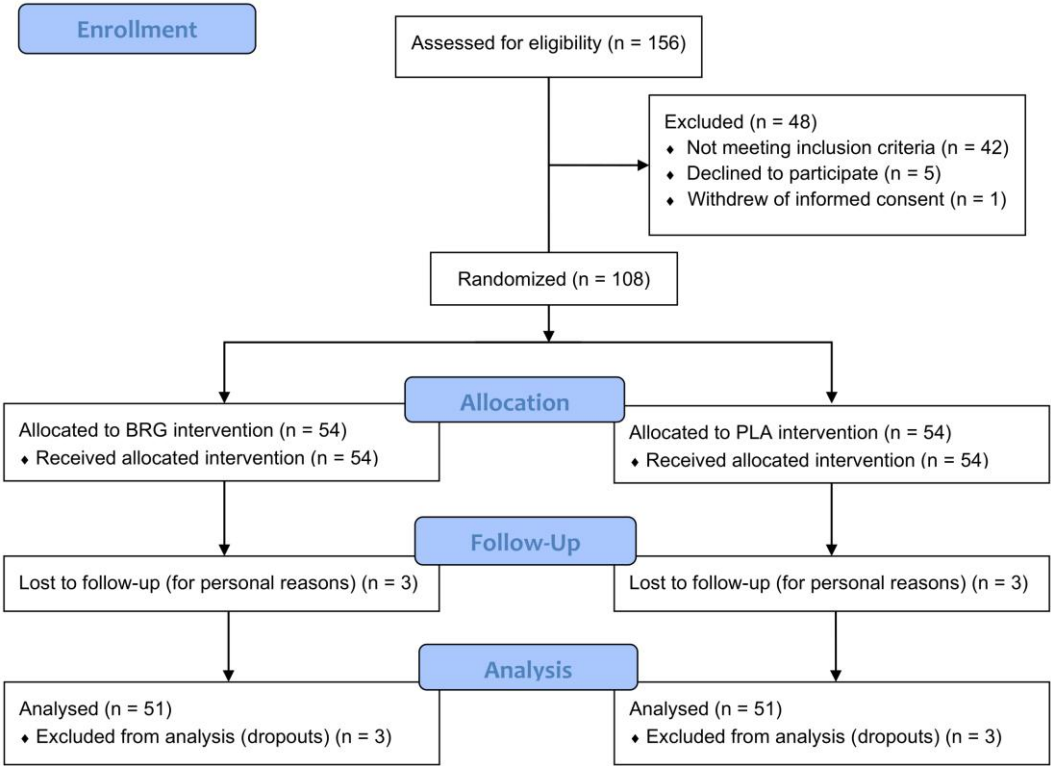 Enrollment
Assessed for eligibility (n = 156)
Excluded (n = 48)
♦ Not meeting inclusion criteria (n = 42)
♦ Declined to participate (n = 5)
♦ Withdrew of informed consent (n = 1)
Randomized (n = 108)
Allocation
Allocated to BRG intervention (n = 54)
♦ Received allocated intervention (n = 54)
Allocated to PLA intervention (n = 54)
♦ Received allocated intervention (n = 54)
Follow-Up
Lost to follow-up (for personal reasons) (n = 3)
Lost to follow-up (for personal reasons) (n = 3)
Analysis
Analysed (n = 51)
♦ Excluded from analysis (dropouts) (n = 3)
Analysed (n = 51)
♦ Excluded from analysis (dropouts) (n = 3)